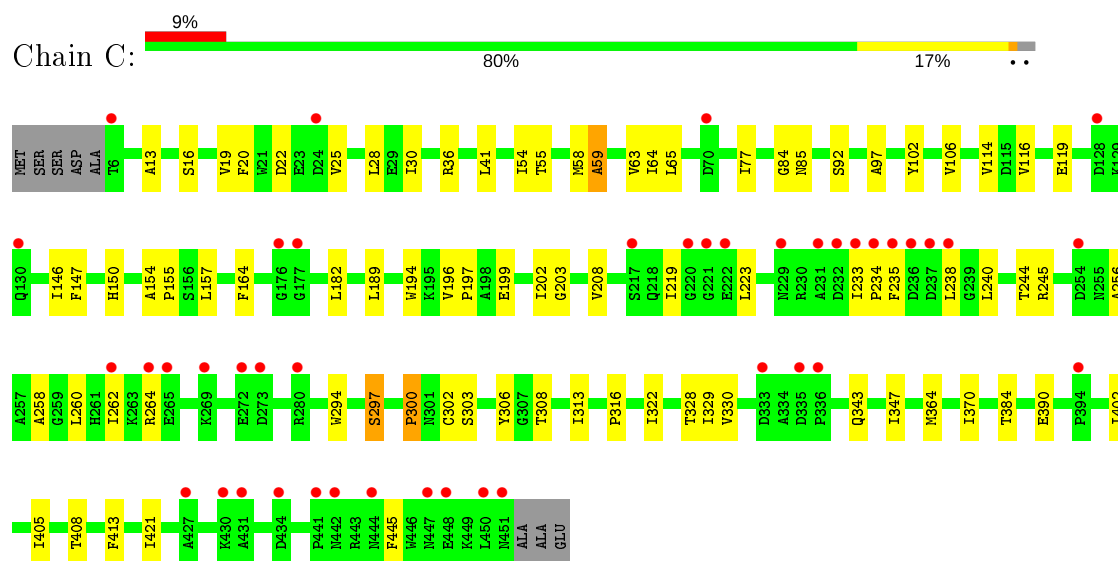 9%
Chain C:
80% 17% • •
MET SER SER ASP ALA T6 A13 S16 V19 F20 W21 D22 E23 D24 V25 L28 E29 I30 R36 L41 I54 T55 M58 A59 V63 I64 L65 D70 I77 G84 N85 S92 A97 Y102 V106 V114 D115 V116 E119 D128 K129
Q130 I146 F147 H150 A154 P155 S156 L157 F164 G176 G177 L182 L189 W194 K195 V196 P197 A198 E199 I202 G203 V208 S217 Q218 I219 G220 G221 E222 L223 N229 R230 A231 D232 I233 P234 F235 D236 D237 L238 G239 L240 T244 R245 D254 N255 A256
A257 A258 G259 L260 H261 I262 K263 R264 E265 K269 E272 D273 R280 W294 S297 P300 N301 C302 S303 Y306 G307 T308 I313 P316 I322 T328 I329 V330 D333 A334 D335 P336 Q343 I347 M364 I370 T384 E390 P394
I405 T408 F413 I421 A427 K430 A431 D434 P441 N442 R443 N444 F445 W446 N447 E448 K449 L450 N451 ALA ALA GLU